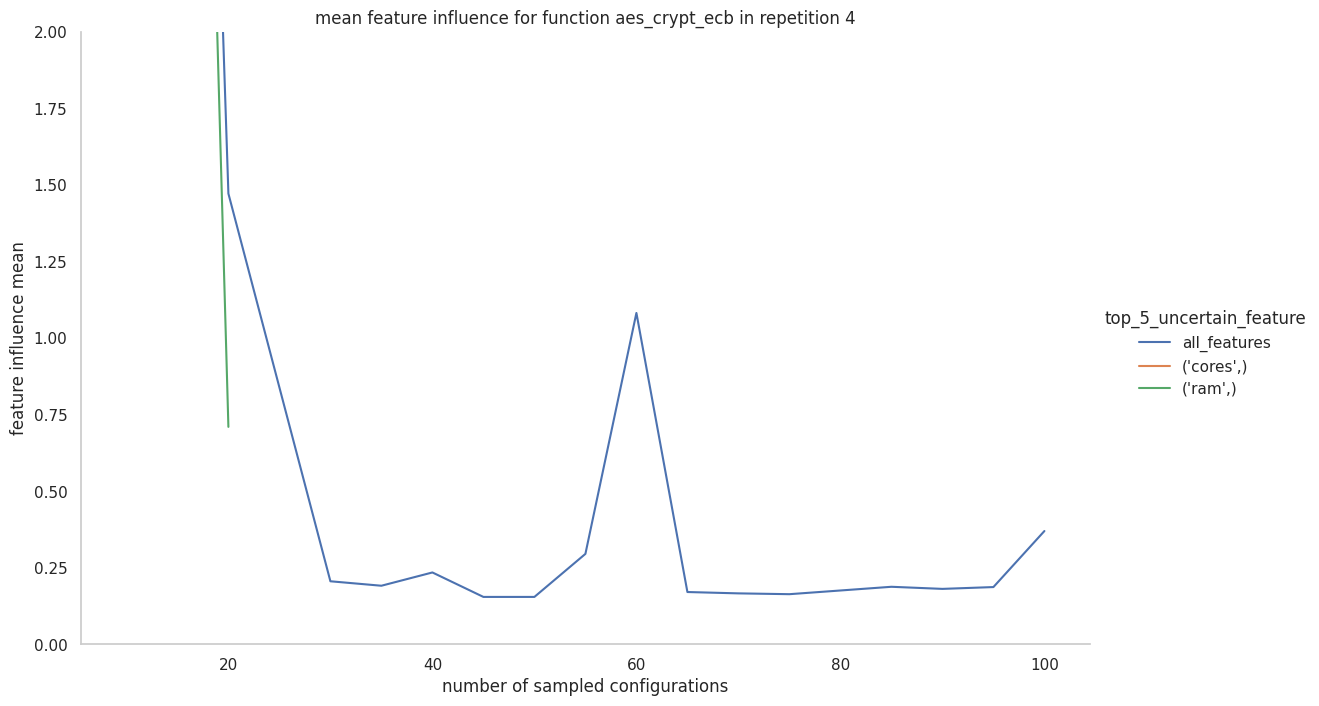 mean feature influence for function aes_crypt_ecb in repetition 4
2.00
1.75
1.50
1.25
1.00
0.75
0.50
0.25
0.00
feature influence mean
20 40 60 80 100
number of sampled configurations
top_5_uncertain_feature
all_features
('cores',)
('ram',)